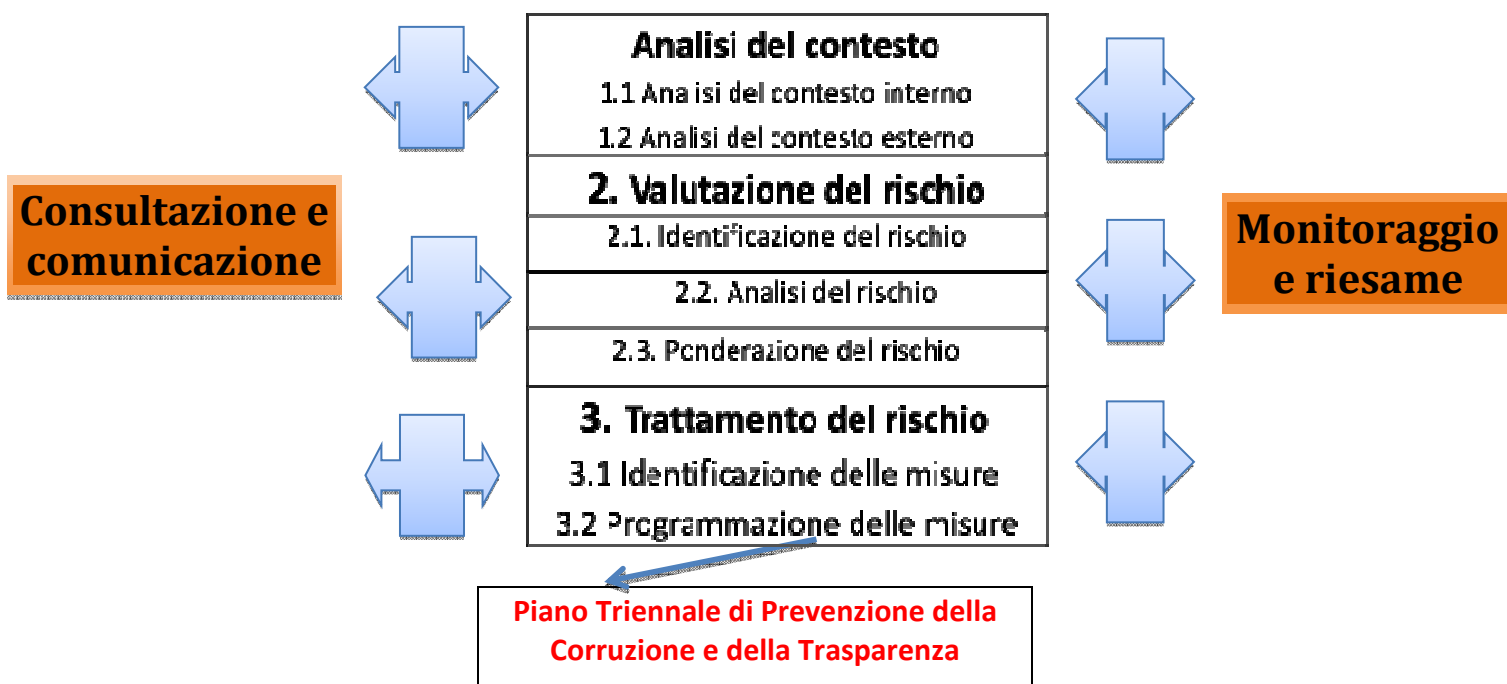 Analisi del contesto
1.1 Analisi del contesto interno
1.2 Analisi del contesto esterno
2. Valutazione del rischio
2.1. Identificazione del rischio
2.2. Analisi del rischio
2.3. Ponderazione del rischio
3. Trattamento del rischio
3.1 Identificazione delle misure
3.2 Programmazione delle misure
Consultazione e
comunicazione
Monitoraggio
e riesame
Piano Triennale di Prevenzione della
Corruzione e della Trasparenza